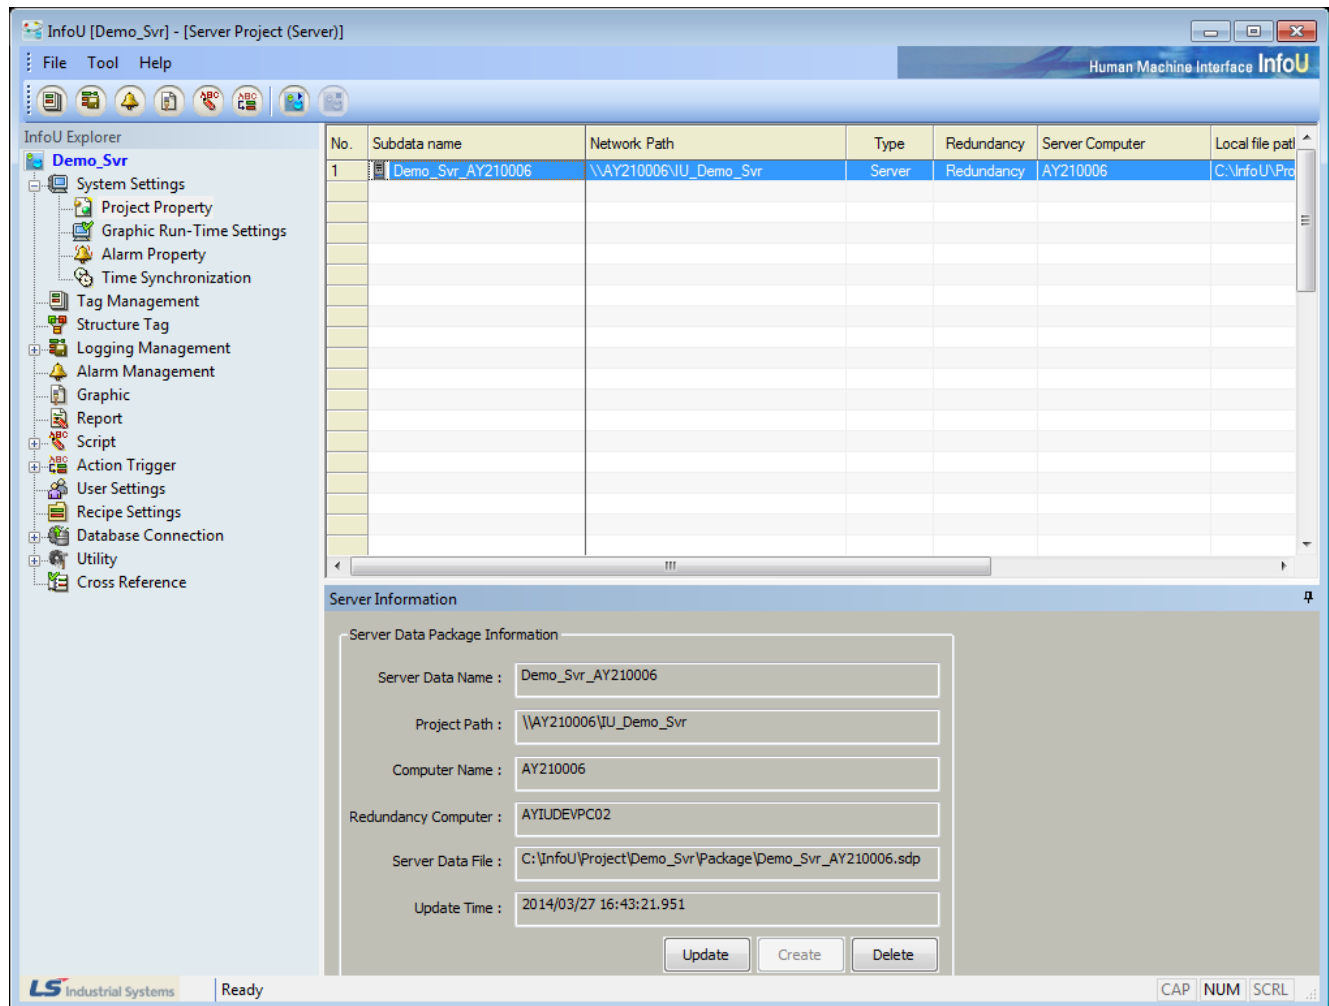 InfoU [Demo_Svr] - [Server Project (Server)]
File Tool Help
Human Machine Interface InfoU
InfoU Explorer
Demo_Svr
System Settings
Project Property
Graphic Run-Time Settings
Alarm Property
Time Synchronization
Tag Management
Structure Tag
Logging Management
Alarm Management
Graphic
Report
Script
Action Trigger
User Settings
Recipe Settings
Database Connection
Utility
Cross Reference
No. Subdata name Network Path Type Redundancy Server Computer Local file patl
1 Demo_Svr_AY210006 \\AY210006\IU_Demo_Svr Server Redundancy AY210006 C:\InfoU\Pro
Server Information
Server Data Package Information
Server Data Name : Demo_Svr_AY210006
Project Path : \\AY210006\IU_Demo_Svr
Computer Name : AY210006
Redundancy Computer : AYIUDEVPC02
Server Data File : C:\InfoU\Project\Demo_Svr\Package\Demo_Svr_AY210006.sdp
Update Time : 2014/03/27 16:43:21.951
Update Create Delete
LS Industrial Systems Ready CAP NUM SCRL